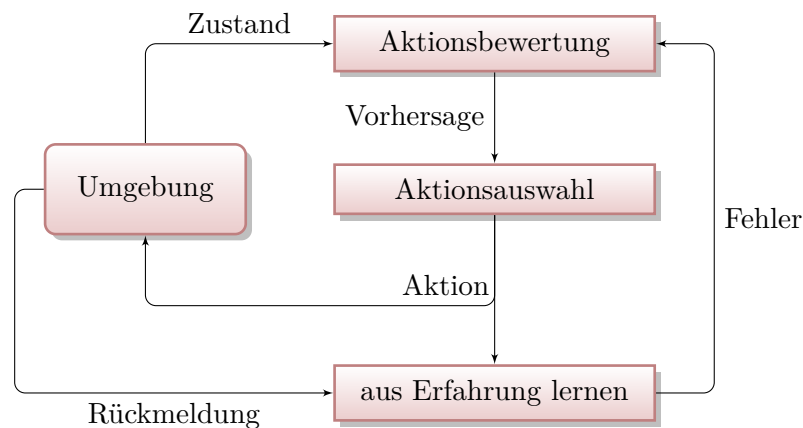 Zustand
Aktionsbewertung
Vorhersage
Umgebung
Aktionsauswahl
Fehler
Aktion
aus Erfahrung lernen
Rückmeldung